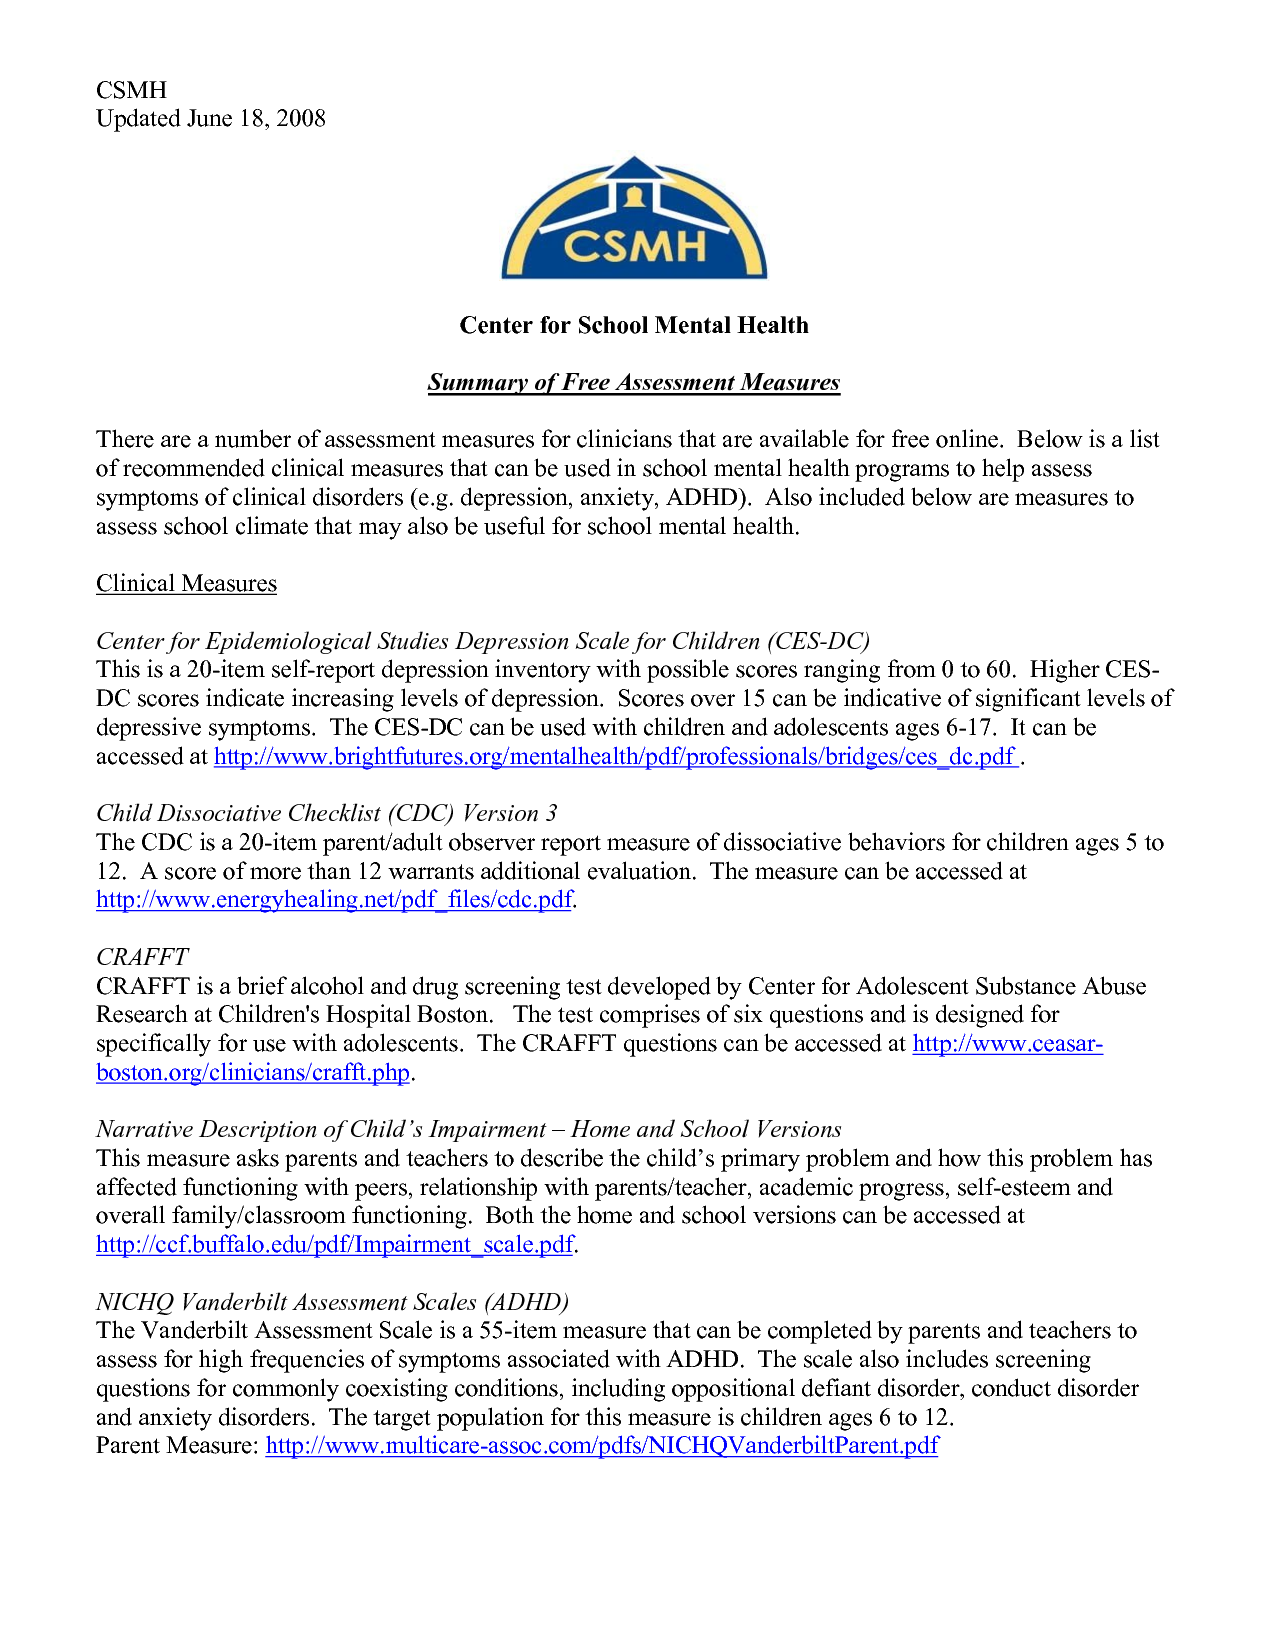 CSMH
Updated June 18, 2008
CSMH
Center for School Mental Health
Summary of Free Assessment Measures
There are a number of assessment measures for clinicians that are available for free online.  Below is a list
of recommended clinical measures that can be used in school mental health programs to help assess
symptoms of clinical disorders (e.g. depression, anxiety, ADHD).  Also included below are measures to
assess school climate that may also be useful for school mental health.
Clinical Measures
Center for Epidemiological Studies Depression Scale for Children (CES-DC)
This is a 20-item self-report depression inventory with possible scores ranging from 0 to 60.  Higher CES-
DC scores indicate increasing levels of depression.  Scores over 15 can be indicative of significant levels of
depressive symptoms.  The CES-DC can be used with children and adolescents ages 6-17.  It can be
accessed at http://www.brightfutures.org/mentalhealth/pdf/professionals/bridges/ces_dc.pdf .
Child Dissociative Checklist (CDC) Version 3
The CDC is a 20-item parent/adult observer report measure of dissociative behaviors for children ages 5 to
12.  A score of more than 12 warrants additional evaluation.  The measure can be accessed at
http://www.energyhealing.net/pdf_files/cdc.pdf.
CRAFFT
CRAFFT is a brief alcohol and drug screening test developed by Center for Adolescent Substance Abuse
Research at Children's Hospital Boston.   The test comprises of six questions and is designed for
specifically for use with adolescents.  The CRAFFT questions can be accessed at http://www.ceasar-
boston.org/clinicians/crafft.php.
Narrative Description of Child’s Impairment – Home and School Versions
This measure asks parents and teachers to describe the child’s primary problem and how this problem has
affected functioning with peers, relationship with parents/teacher, academic progress, self-esteem and
overall family/classroom functioning.  Both the home and school versions can be accessed at
http://ccf.buffalo.edu/pdf/Impairment_scale.pdf.
NICHQ Vanderbilt Assessment Scales (ADHD)
The Vanderbilt Assessment Scale is a 55-item measure that can be completed by parents and teachers to
assess for high frequencies of symptoms associated with ADHD.  The scale also includes screening
questions for commonly coexisting conditions, including oppositional defiant disorder, conduct disorder
and anxiety disorders.  The target population for this measure is children ages 6 to 12.
Parent Measure: http://www.multicare-assoc.com/pdfs/NICHQVanderbiltParent.pdf